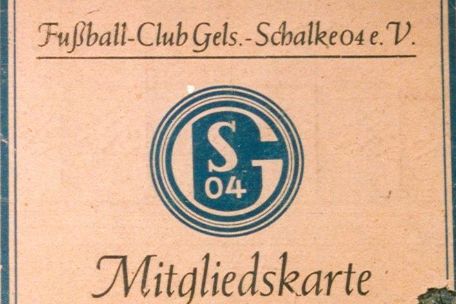 Fußball-Club Gels.-Schalke 04 e. V.
S
G
04
Mitgliedskarte